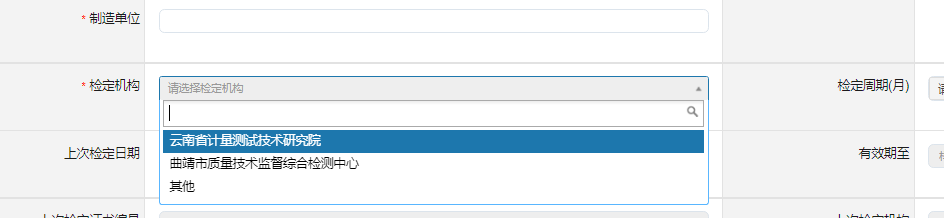 * 制造单位
* 检定机构
请选择检定机构
检定周期(月)
云南省计量测试技术研究院
上次检定日期
曲靖市质量技术监督综合检测中心
有效期至
其他